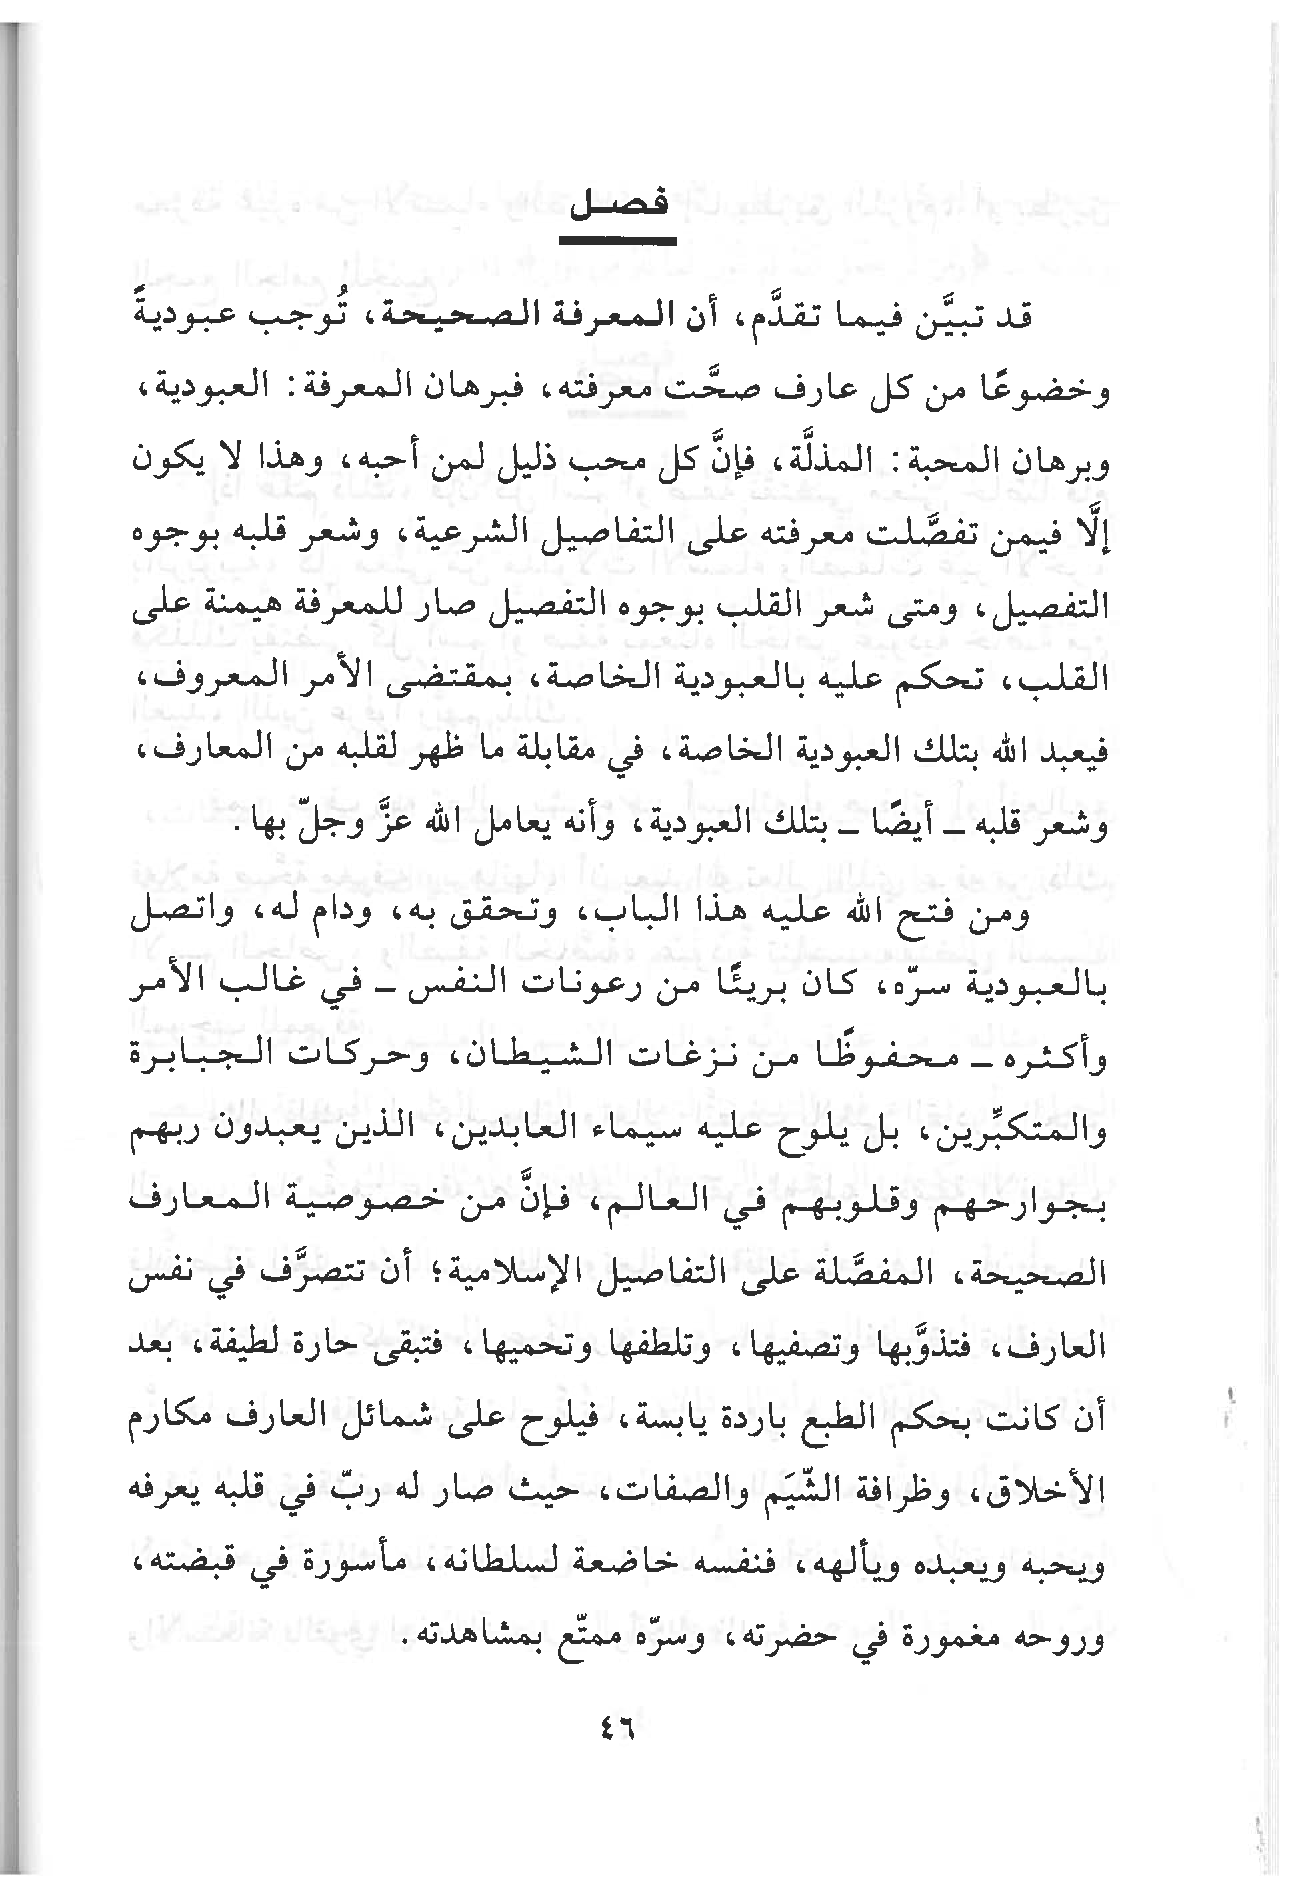 فصل
قد تبيَّن فيما تقدَّم، أن المعرفة الصحيحة، تُوجب عبوديةً
وخضوعًا من كل عارف صحَّت معرفته، فبرهان المعرفة: العبودية،
وبرهان المحبة: المذلَّة، فإنَّ كل محب ذليل لمن أحبه، وهذا لا يكون
إلَّا فيمن تفصَّلت معرفته على التفاصيل الشرعية، وشعر قلبه بوجوه
التفصيل، ومتى شعر القلب بوجوه التفصيل صار للمعرفة هيمنة على
القلب، تحكم عليه بالعبودية الخاصة، بمقتضى الأمر المعروف،
فيعبد الله بتلك العبودية الخاصة، في مقابلة ما ظهر لقلبه من المعارف،
وشعر قلبه ــ أيضًا ــ بتلك العبودية، وأنه يعامل الله عزَّ وجلّ بها.
ومن فتح الله عليه هذا الباب، وتحقق به، ودام له، واتصل
بالعبودية سرّه، كان بريئًا من رعونات النفس ــ في غالب الأمر
وأكثره ــ محفوظًا من نزغات الشيطان، وحركات الجبابرة
والمتكبِّرين، بل يلوح عليه سيماء العابدين، الذين يعبدون ربهم
بجوارحهم وقلوبهم في العالم، فإنَّ من خصوصية المعارف
الصحيحة، المفصَّلة على التفاصيل الإسلامية؛ أن تتصرَّف في نفس
العارف، فتذوَّبها وتصفيها، وتلطفها وتحميها، فتبقى حارة لطيفة، بعد
أن كانت بحكم الطبع باردة يابسة، فيلوح على شمائل العارف مكارم
الأخلاق، وظرافة الشّيَم والصفات، حيث صار له ربّ في قلبه يعرفه
ويحبه ويعبده ويألهه، فنفسه خاضعة لسلطانه، مأسورة في قبضته،
وروحه مغمورة في حضرته، وسرّه ممتّع بمشاهدته.
٤٦